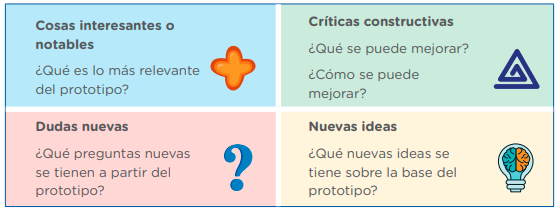 Cosas interesantes o
notables
¿Qué es lo más relevante
del prototipo?
Críticas constructivas
¿Qué se puede mejorar?
¿Cómo se puede
mejorar?
Dudas nuevas
¿Qué preguntas nuevas
se tienen a partir del
prototipo?
?
Nuevas ideas
¿Qué nuevas ideas se
tiene sobre la base del
prototipo?